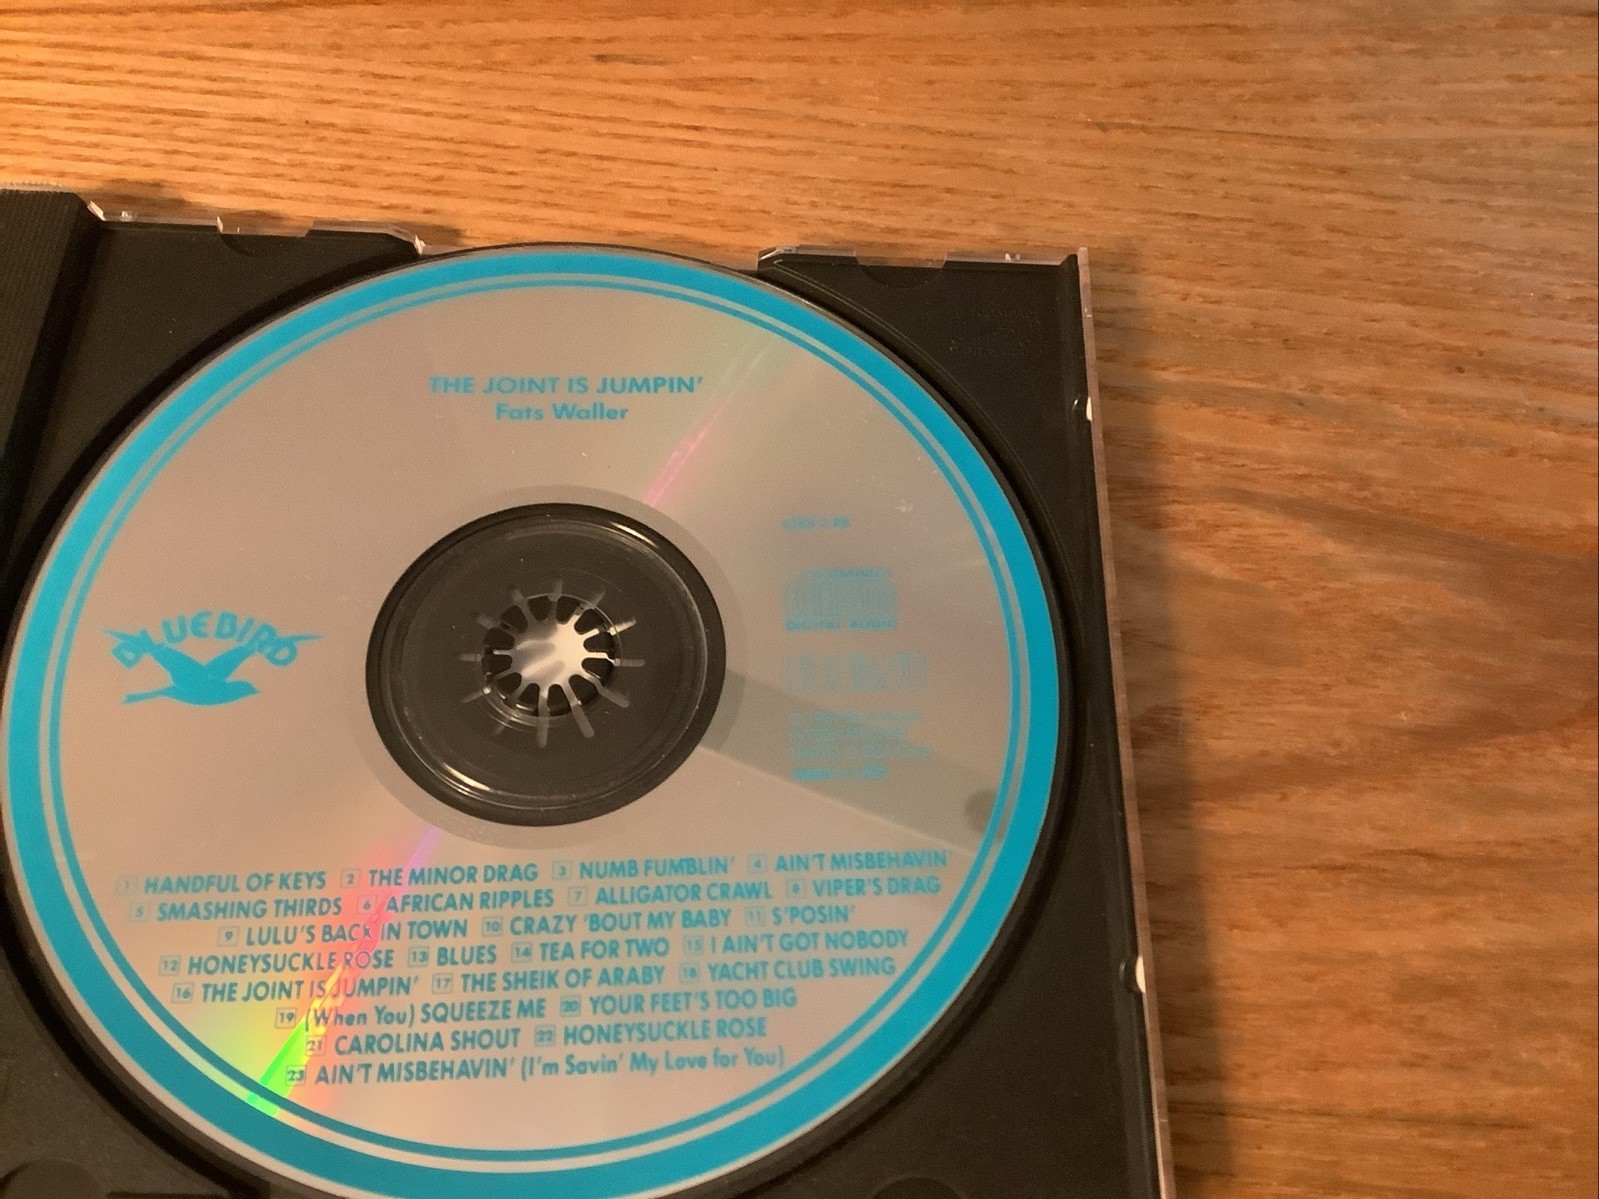 THE JOINT IS JUMPIN'
Fats Waller
BLUEBIRD
DIGITAL AUDIO
1 HANDFUL OF KEYS 2 THE MINOR DRAG 3 NUMB FUMBLIN' 4 AIN'T MISBEHAVIN'
5 SMASHING THIRDS 6 AFRICAN RIPPLES 7 ALLIGATOR CRAWL 8 VIPER'S DRAG
9 LULU'S BACK IN TOWN 10 CRAZY 'BOUT MY BABY 11 S'POSIN'
12 HONEYSUCKLE ROSE 13 BLUES 14 TEA FOR TWO 15 I AIN'T GOT NOBODY
16 THE JOINT IS JUMPIN' 17 THE SHEIK OF ARABY 18 YACHT CLUB SWING
19 (When You) SQUEEZE ME 20 YOUR FEET'S TOO BIG
21 CAROLINA SHOUT 22 HONEYSUCKLE ROSE
23 AIN'T MISBEHAVIN' (I'm Savin' My Love for You)